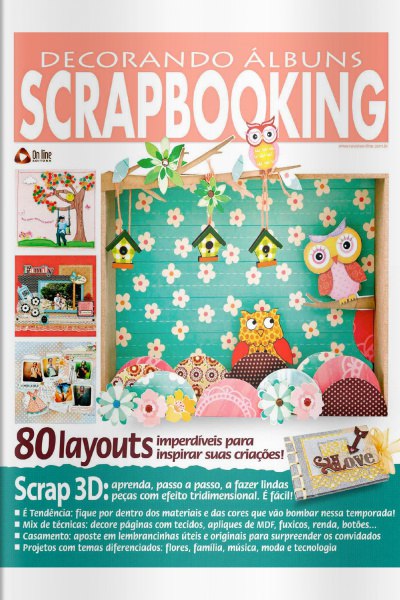 DECORANDO ÁLBUNS
SCRAPBOOKING
On line
EDITORA
Family
80 layouts imperdíveis para
inspirar suas criações!
Love
Scrap 3D: aprenda, passo a passo, a fazer lindas
peças com efeito tridimensional. É fácil!
■ É Tendência: fique por dentro dos materiais e das cores que vão bombar nessa temporada!
■ Mix de técnicas: decore páginas com tecidos, apliques de MDF, fuxicos, renda, botões...
■ Casamento: aposte em lembrancinhas úteis e originais para surpreender os convidados
■ Projetos com temas diferenciados: flores, família, música, moda e tecnologia